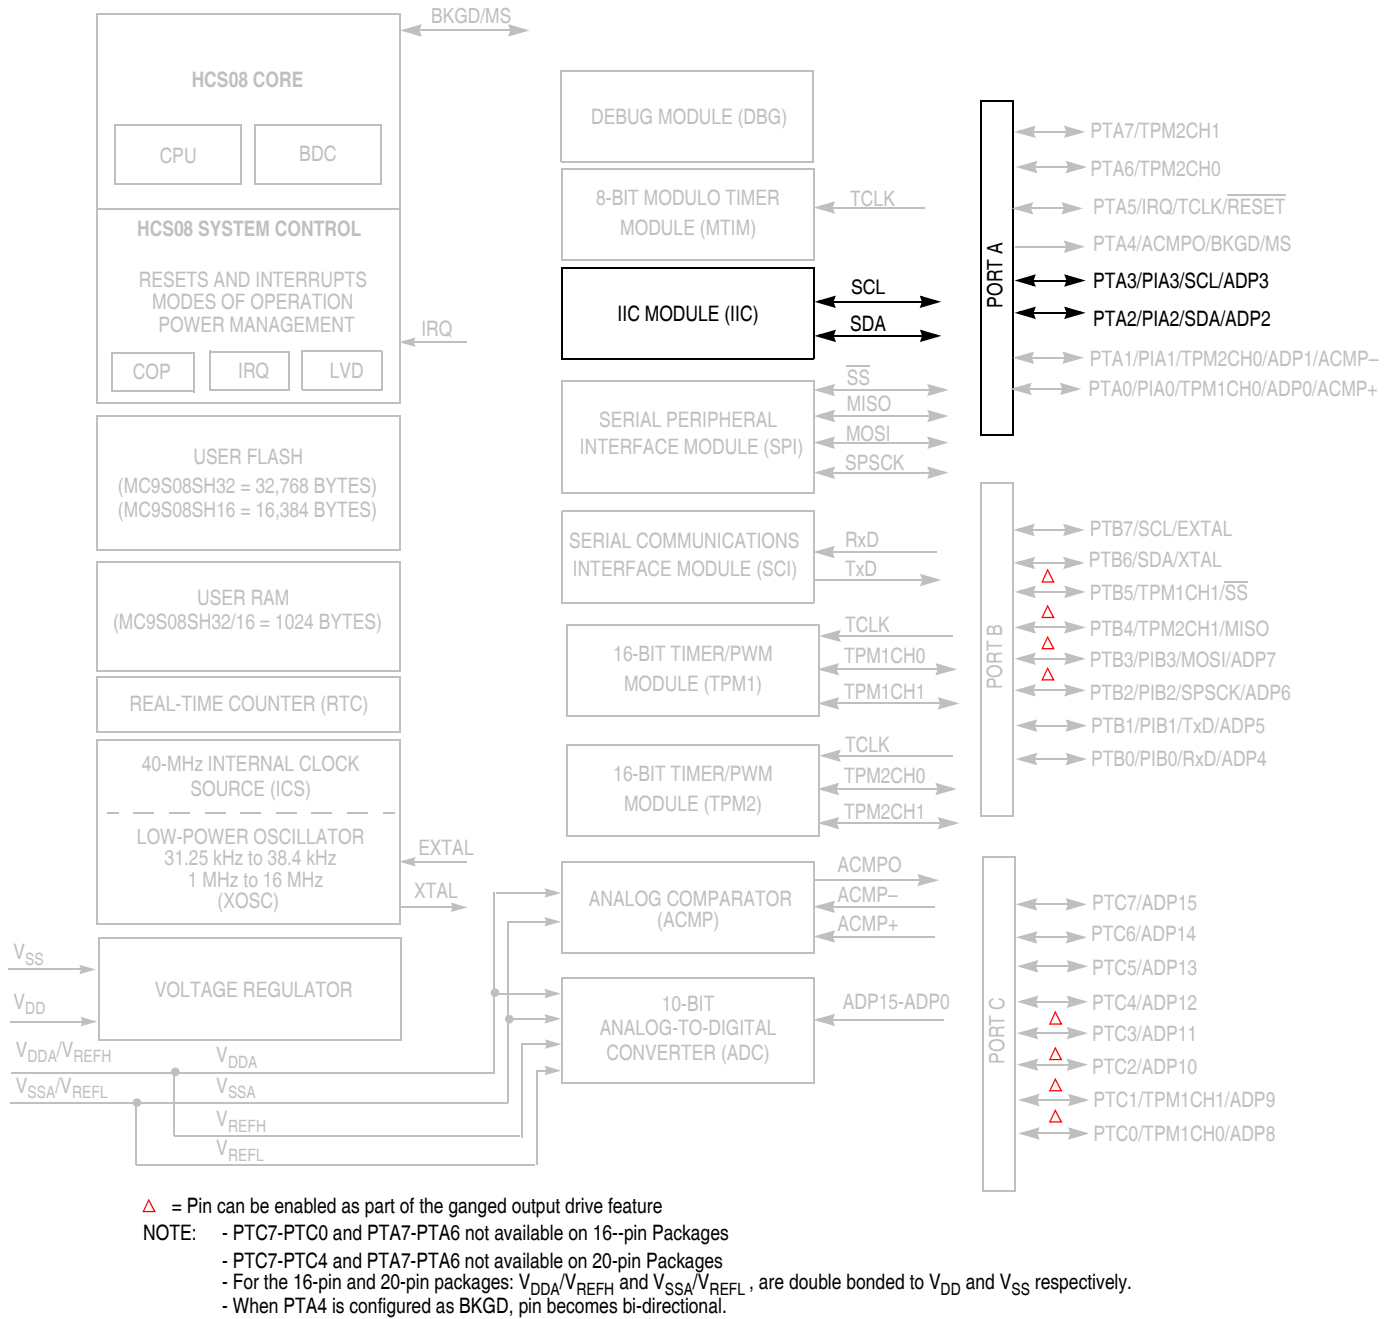 BKGD/MS
HCS08 CORE
CPU
BDC
HCS08 SYSTEM CONTROL
RESETS AND INTERRUPTS
MODES OF OPERATION
POWER MANAGEMENT
IRQ
COP
IRQ
LVD
USER FLASH
(MC9S08SH32 = 32,768 BYTES)
(MC9S08SH16 = 16,384 BYTES)
USER RAM
(MC9S08SH32/16 = 1024 BYTES)
REAL-TIME COUNTER (RTC)
40-MHz INTERNAL CLOCK
SOURCE (ICS)
LOW-POWER OSCILLATOR
31.25 kHz to 38.4 kHz
1 MHz to 16 MHz
(XOSC)
EXTAL
XTAL
VSS
VDD
VOLTAGE REGULATOR
VDDA/VREFH
VSSA/VREFL
VDDA
VSSA
VREFH
VREFL
DEBUG MODULE (DBG)
8-BIT MODULO TIMER
MODULE (MTIM)
TCLK
IIC MODULE (IIC)
SCL
SDA
SERIAL PERIPHERAL
INTERFACE MODULE (SPI)
SS
MISO
MOSI
SPSCK
SERIAL COMMUNICATIONS
INTERFACE MODULE (SCI)
RxD
TxD
16-BIT TIMER/PWM
MODULE (TPM1)
TCLK
TPM1CH0
TPM1CH1
16-BIT TIMER/PWM
MODULE (TPM2)
TCLK
TPM2CH0
TPM2CH1
ANALOG COMPARATOR
(ACMP)
ACMPO
ACMP–
ACMP+
10-BIT
ANALOG-TO-DIGITAL
CONVERTER (ADC)
ADP15-ADP0
PORT A
PTA7/TPM2CH1
PTA6/TPM2CH0
PTA5/IRQ/TCLK/RESET
PTA4/ACMPO/BKGD/MS
PTA3/PIA3/SCL/ADP3
PTA2/PIA2/SDA/ADP2
PTA1/PIA1/TPM2CH0/ADP1/ACMP–
PTA0/PIA0/TPM1CH0/ADP0/ACMP+
PORT B
PTB7/SCL/EXTAL
PTB6/SDA/XTAL
PTB5/TPM1CH1/SS
PTB4/TPM2CH1/MISO
PTB3/PIB3/MOSI/ADP7
PTB2/PIB2/SPSCK/ADP6
PTB1/PIB1/TxD/ADP5
PTB0/PIB0/RxD/ADP4
PORT C
PTC7/ADP15
PTC6/ADP14
PTC5/ADP13
PTC4/ADP12
PTC3/ADP11
PTC2/ADP10
PTC1/TPM1CH1/ADP9
PTC0/TPM1CH0/ADP8
Δ = Pin can be enabled as part of the ganged output drive feature
NOTE: - PTC7-PTC0 and PTA7-PTA6 not available on 16--pin Packages
- PTC7-PTC4 and PTA7-PTA6 not available on 20-pin Packages
- For the 16-pin and 20-pin packages: VDDA/VREFH and VSSA/VREFL , are double bonded to VDD and VSS respectively.
- When PTA4 is configured as BKGD, pin becomes bi-directional.